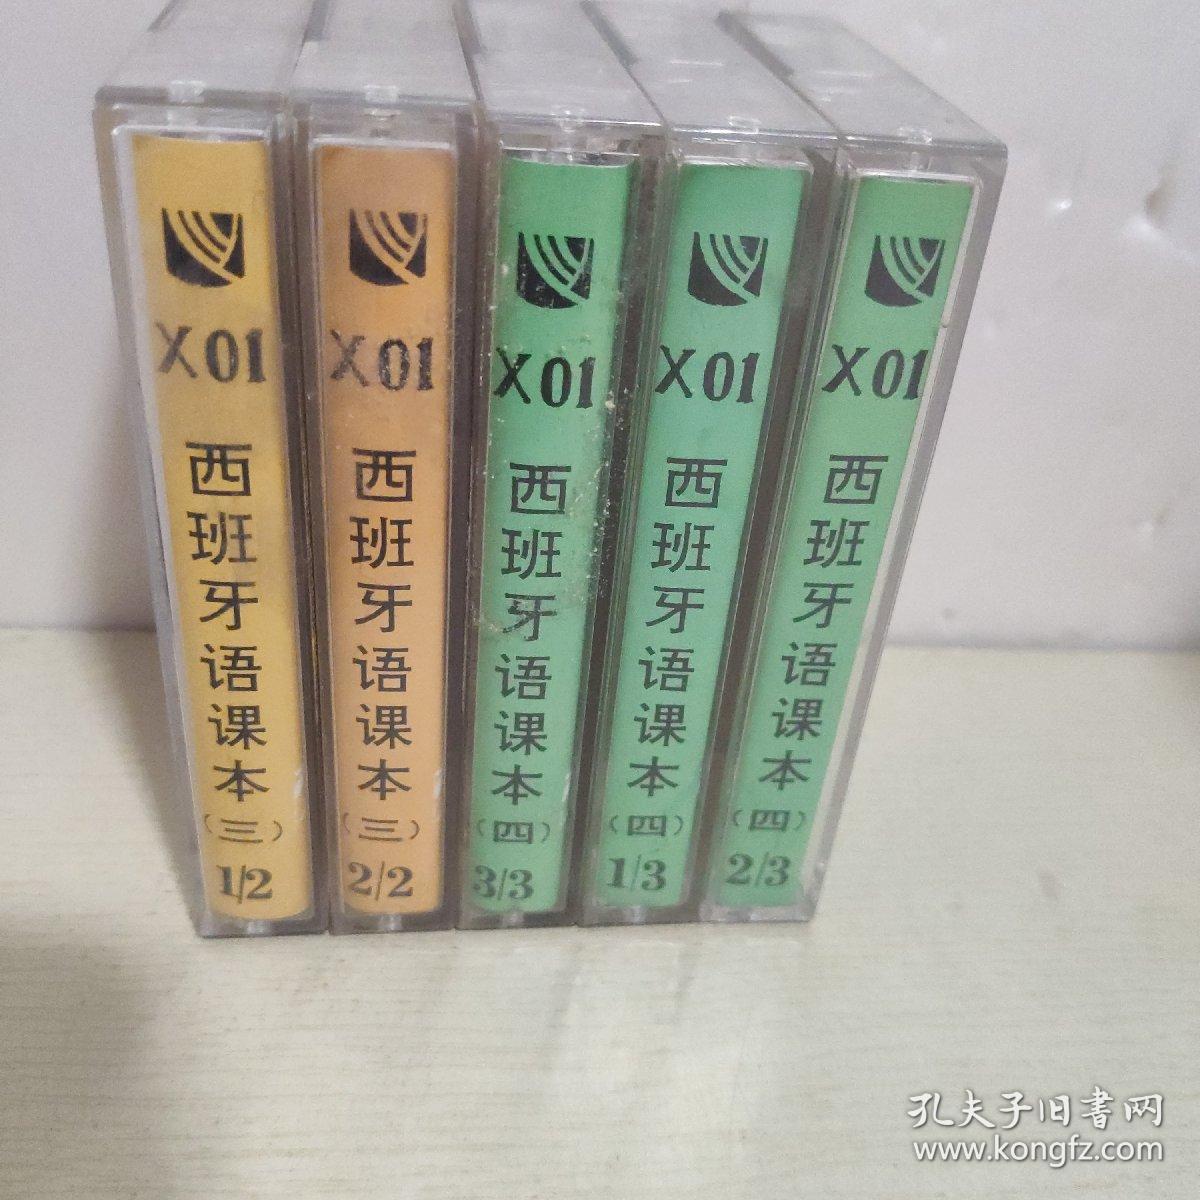 X01
西班牙语课本
(三)
1/2
X01
西班牙语课本
(三)
2/2
X01
西班牙语课本
(四)
3/3
X01
西班牙语课本
(四)
1/3
X01
西班牙语课本
(四)
2/3
孔夫子旧书网
www.kongfz.com